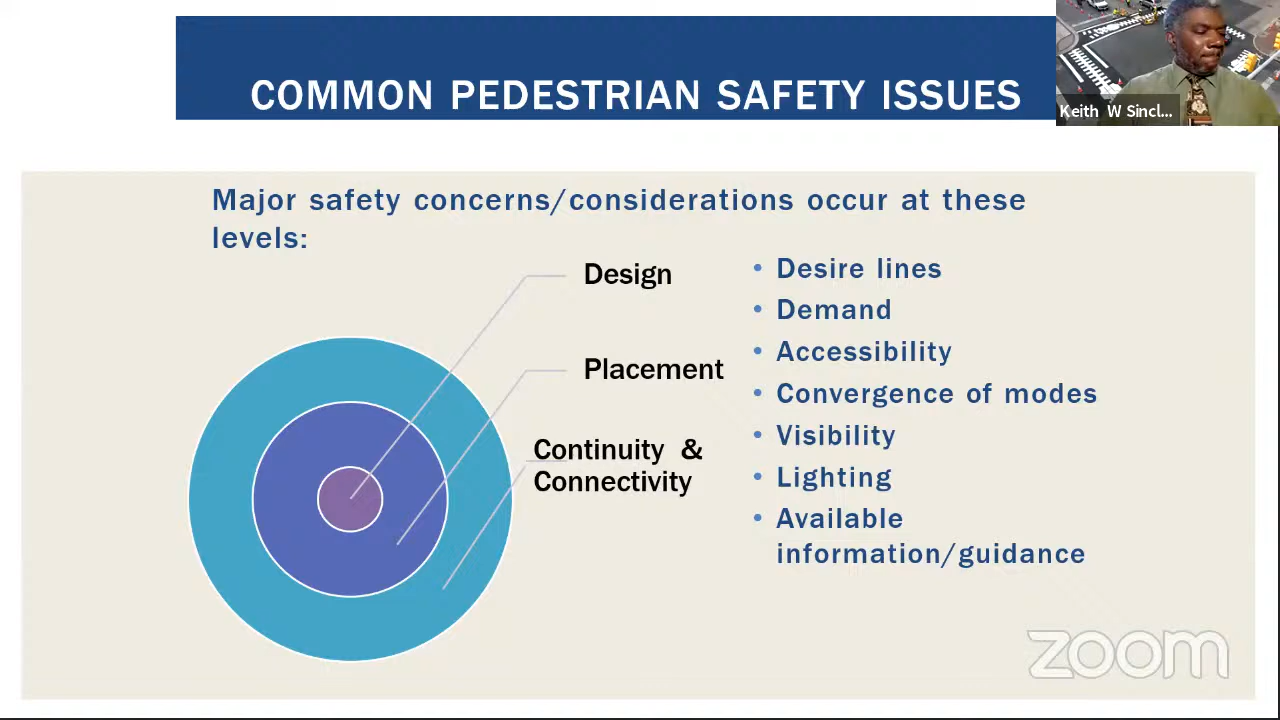 COMMON PEDESTRIAN SAFETY ISSUES
Keith W Sincl...
Major safety concerns/considerations occur at these
levels:
Design
Placement
Continuity &
Connectivity
• Desire lines
• Demand
• Accessibility
• Convergence of modes
• Visibility
• Lighting
• Available
information/guidance
zoom